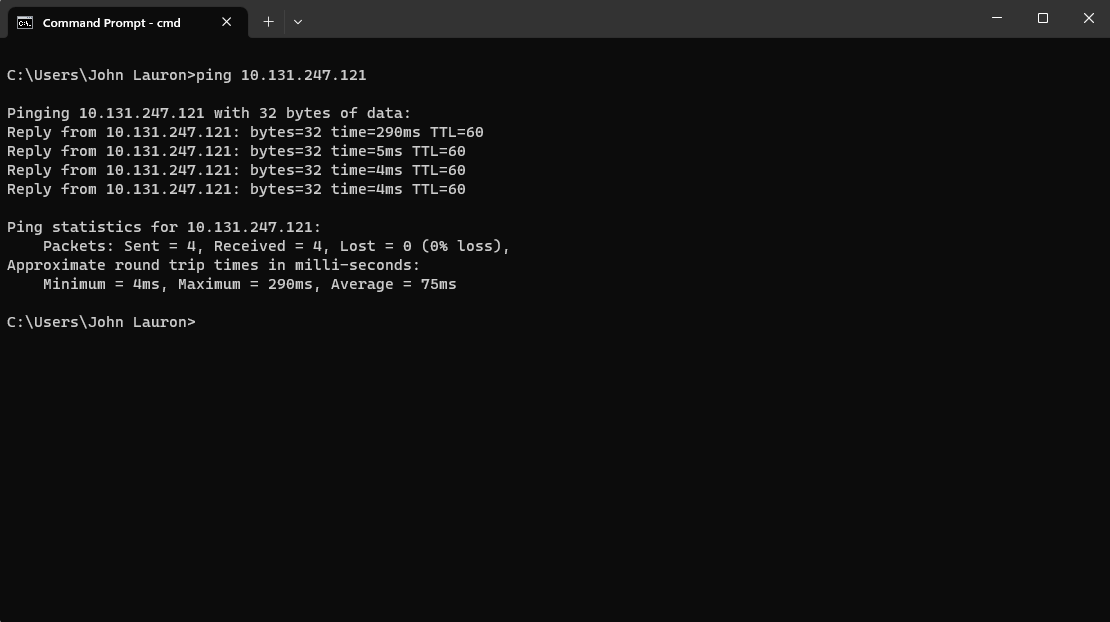 Command Prompt - cmd
C:\Users\John Lauron>ping 10.131.247.121
Pinging 10.131.247.121 with 32 bytes of data:
Reply from 10.131.247.121: bytes=32 time=290ms TTL=60
Reply from 10.131.247.121: bytes=32 time=5ms TTL=60
Reply from 10.131.247.121: bytes=32 time=4ms TTL=60
Reply from 10.131.247.121: bytes=32 time=4ms TTL=60
Ping statistics for 10.131.247.121:
    Packets: Sent = 4, Received = 4, Lost = 0 (0% loss),
Approximate round trip times in milli-seconds:
    Minimum = 4ms, Maximum = 290ms, Average = 75ms
C:\Users\John Lauron>